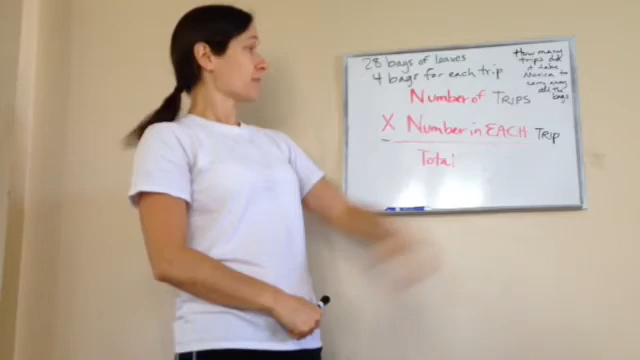 28 bags of leaves
4 bags for each trip
How many
trips did
it take
to
carry away
all the
bags
Number of TRIPS
X Number in EACH TRIP
Total